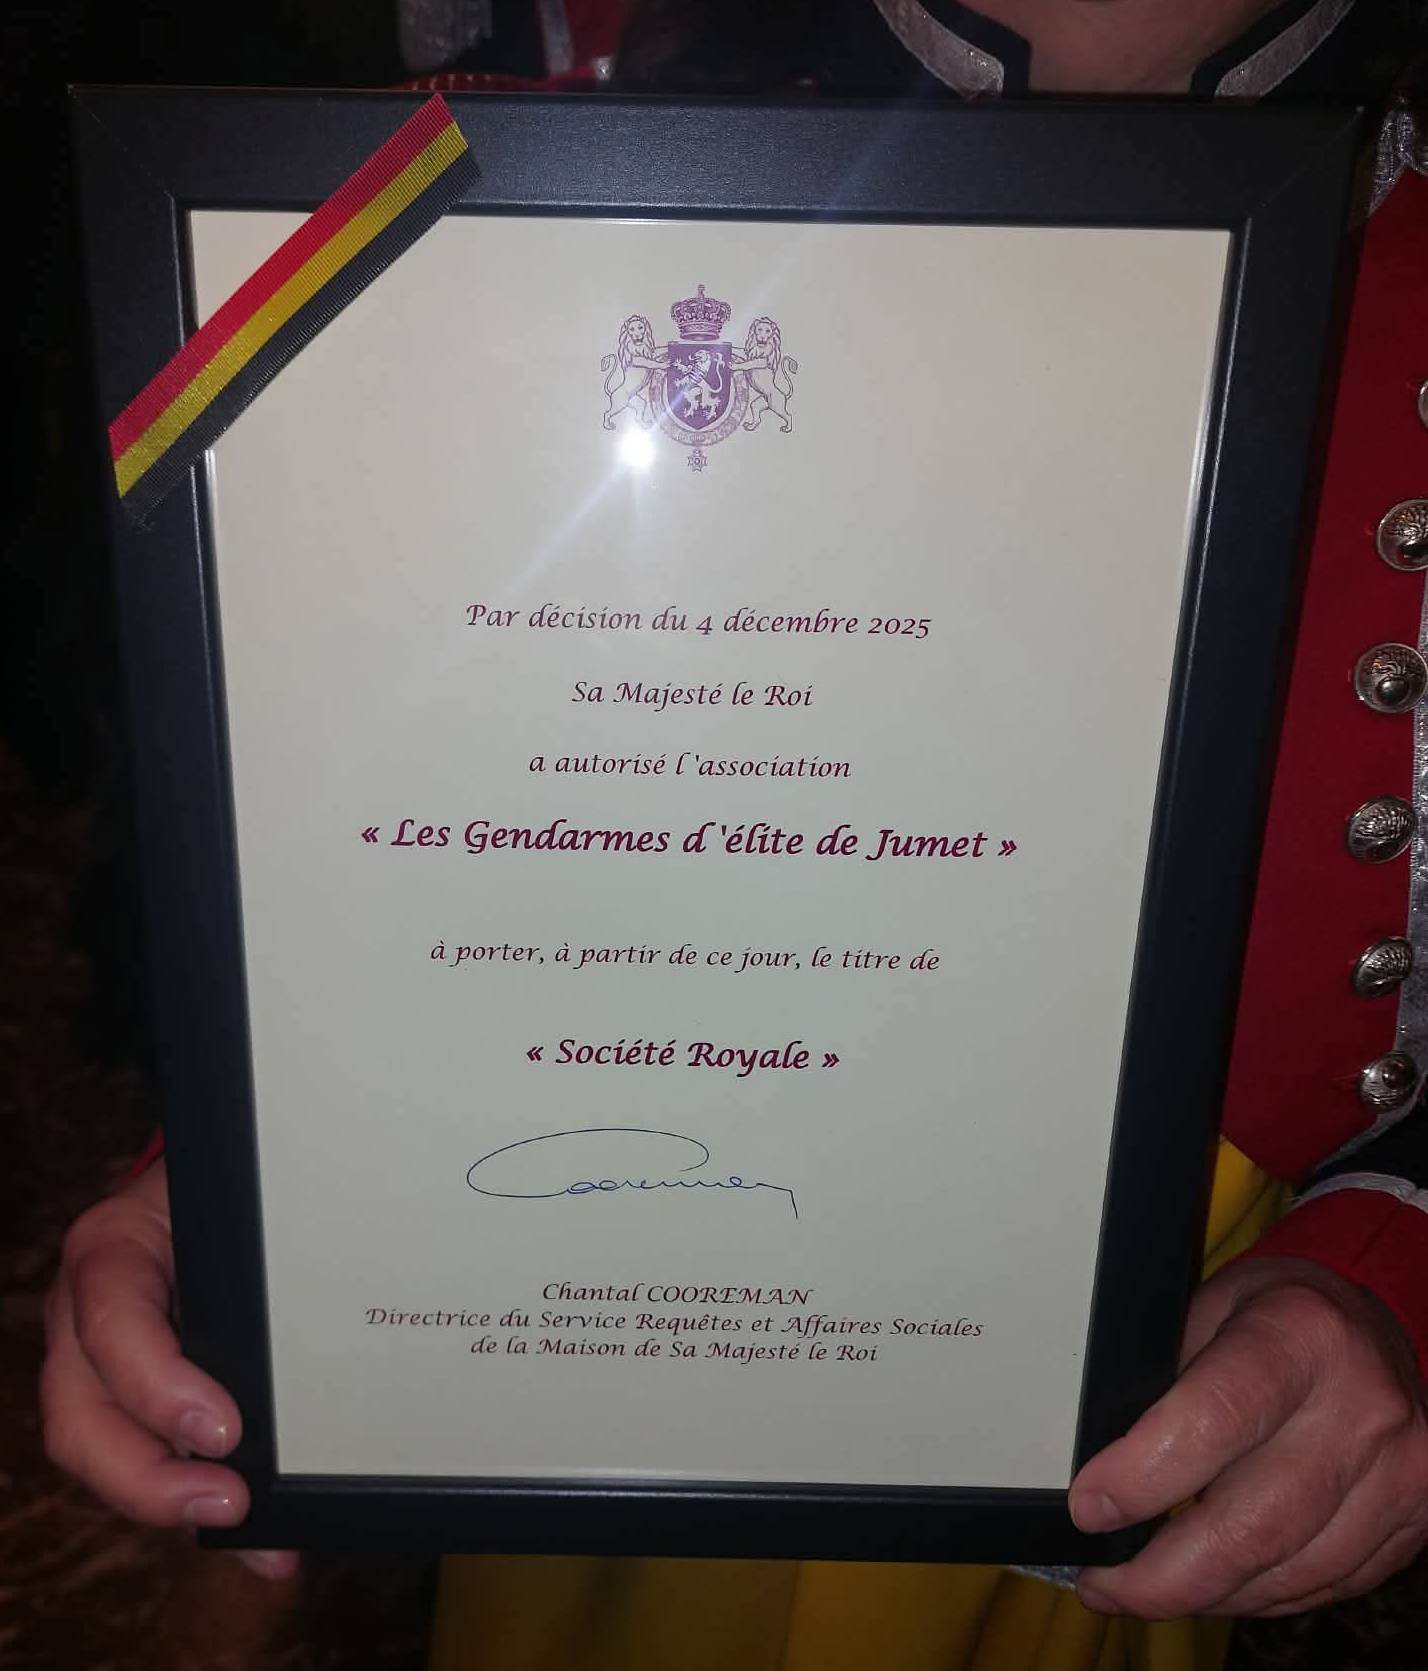 Par décision du 4 décembre 2025
Sa Majesté le Roi
a autorisé l'association
« Les Gendarmes d'élite de Jumet »
à porter, à partir de ce jour, le titre de
« Société Royale »
Cooreman
Chantal COOREMAN
Directrice du Service Requêtes et Affaires Sociales
de la Maison de Sa Majesté le Roi